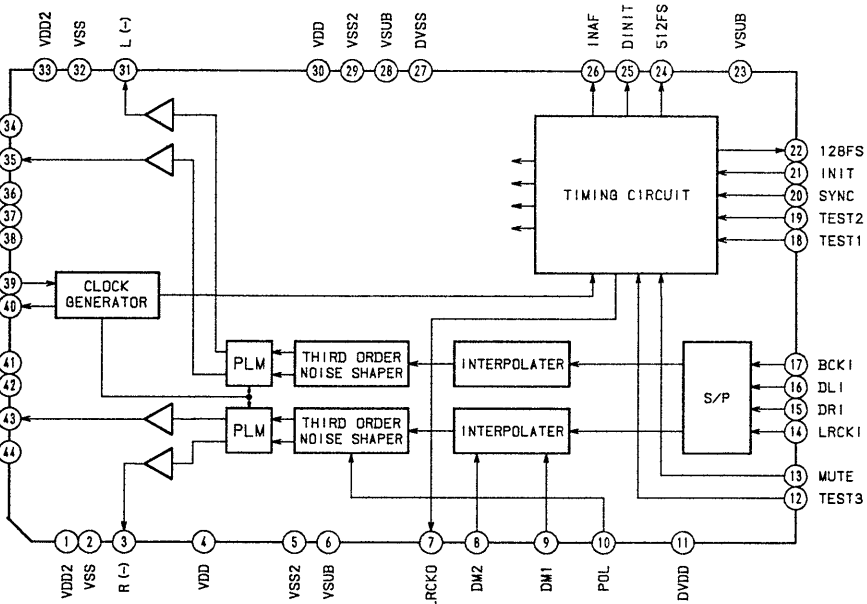 VDD2
VSS
L (-)
VDD
VSS2
VSUB
DVSS
INAF
DINIT
512FS
VSUB
33
32
31
30
29
28
27
26
25
24
23
34
35
36
37
38
39
40
41
42
43
44
TIMING CIRCUIT
22 128FS
21 INIT
20 SYNC
19 TEST2
18 TEST1
CLOCK
GENERATOR
PLM
THIRD ORDER
NOISE SHAPER
INTERPOLATER
S/P
PLM
THIRD ORDER
NOISE SHAPER
INTERPOLATER
17 BCKI
16 DLI
15 DRI
14 LRCKI
13 MUTE
12 TEST3
1
2
3
4
5
6
7
8
9
10
11
VDD2
VSS
R (-)
VDD
VSS2
VSUB
LRCKO
DM2
DM1
POL
DVDD